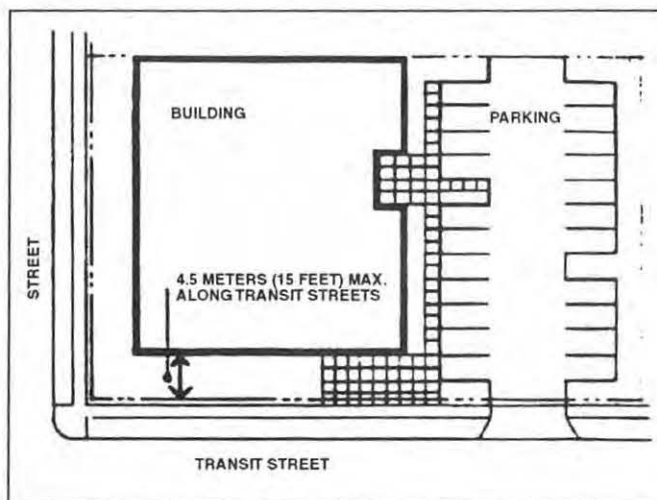 BUILDING
PARKING
4.5 METERS (15 FEET) MAX.
ALONG TRANSIT STREETS
STREET
TRANSIT STREET